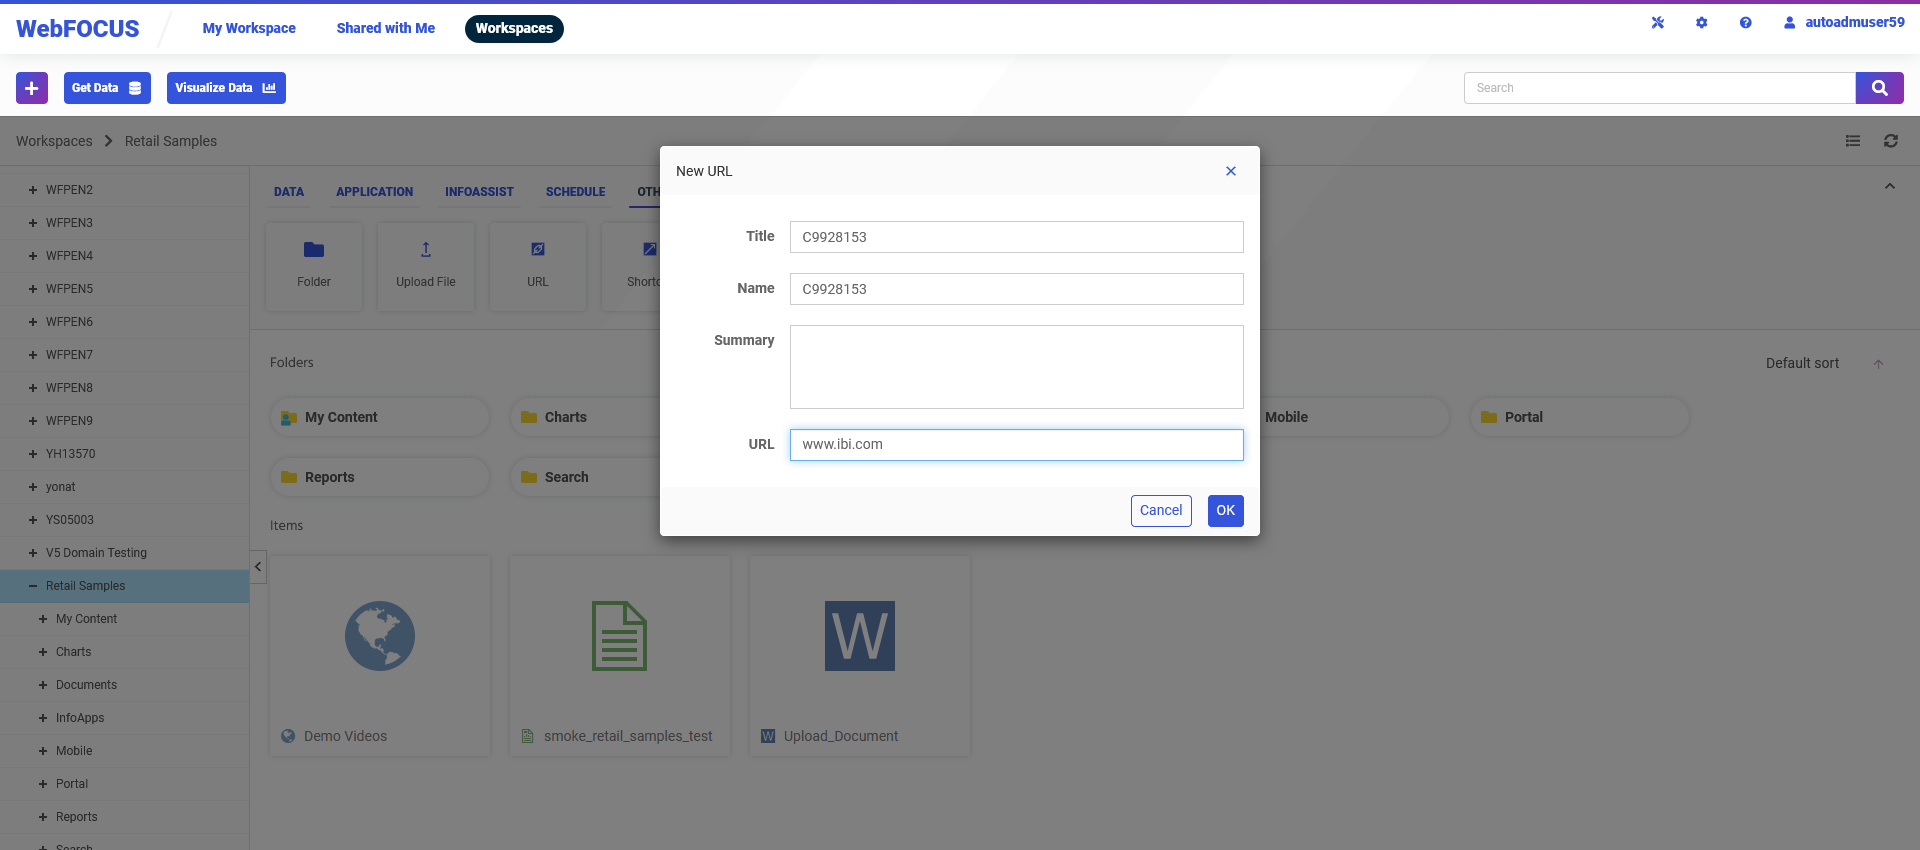 WebFOCUS
My Workspace
Shared with Me
Workspaces
autoadmuser59
Get Data
Visualize Data
Search
Workspaces
Retail Samples
WFPEN2
WFPEN3
WFPEN4
WFPEN5
WFPEN6
WFPEN7
WFPEN8
WFPEN9
YH13570
yonat
YS05003
V5 Domain Testing
Retail Samples
My Content
Charts
Documents
InfoApps
Mobile
Portal
Reports
Search
DATA
APPLICATION
INFOASSIST
SCHEDULE
OTH
Folder
Upload File
URL
Shortc
Folders
Default sort
My Content
Charts
Mobile
Portal
Reports
Search
Items
Demo Videos
smoke_retail_samples_test
W
Upload_Document
New URL
Title
C9928153
Name
C9928153
Summary
URL
www.ibi.com
Cancel
OK